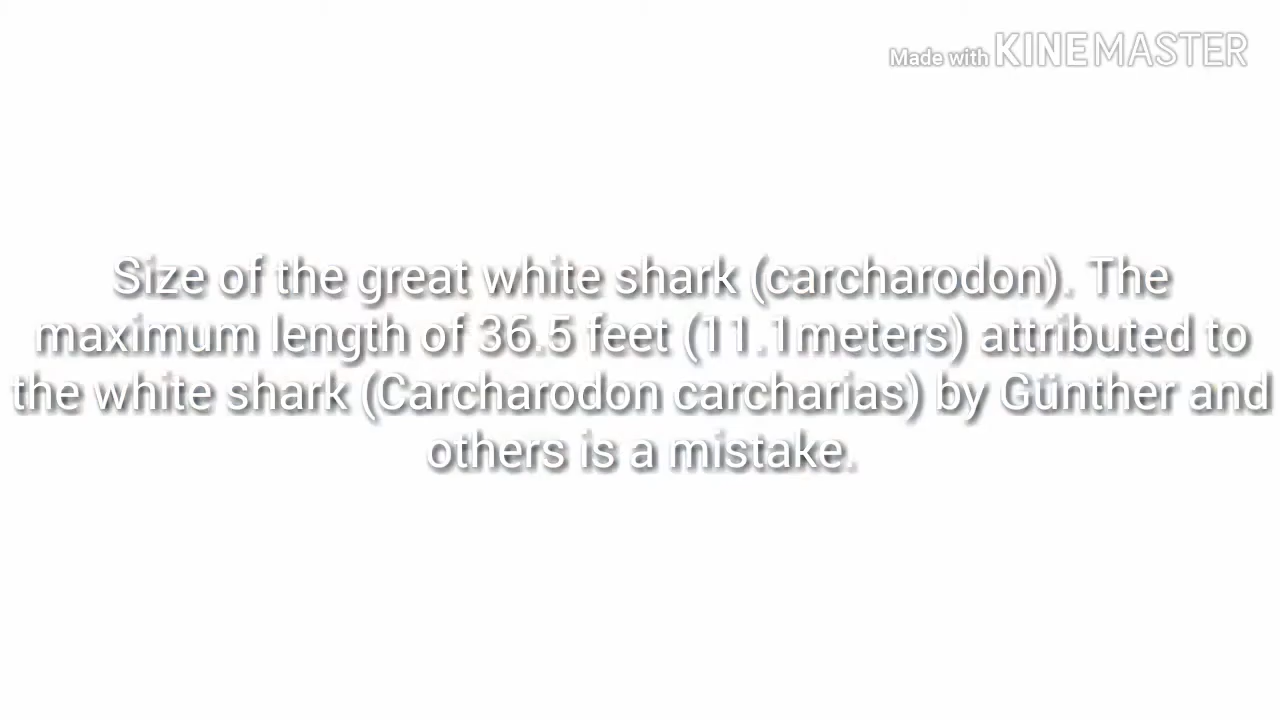 Made with KINEMASTER
Size of the great white shark (carcharodon). The
maximum length of 36.5 feet (11.1meters) attributed to
the white shark (Carcharodon carcharias) by Günther and
others is a mistake.